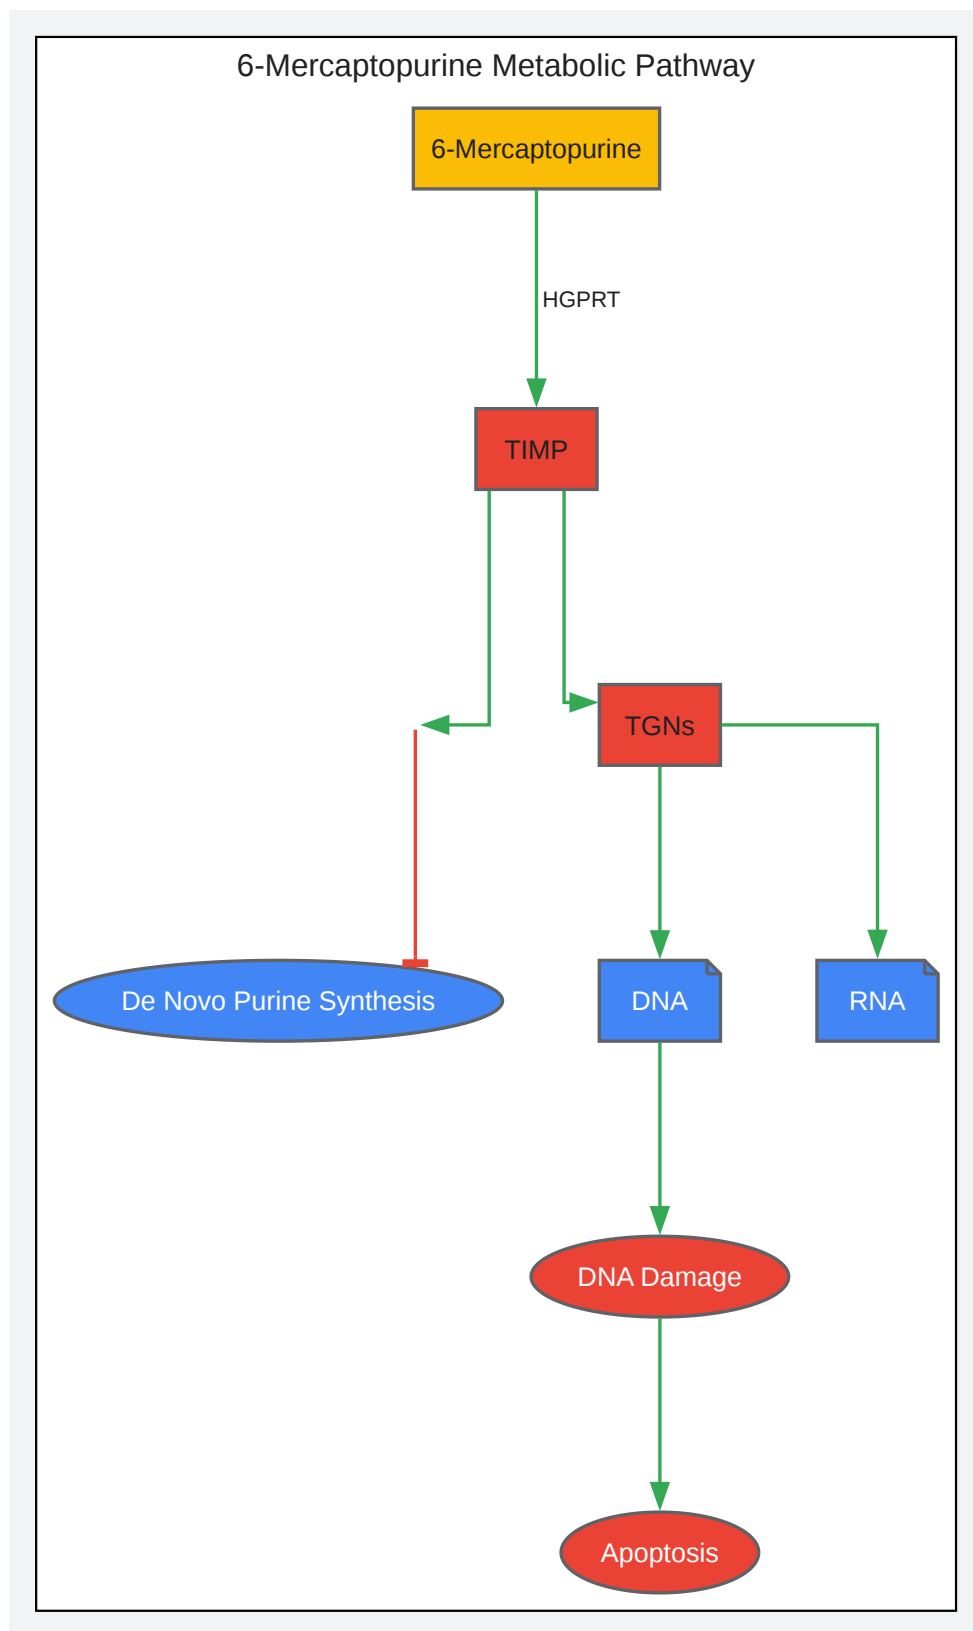 6-Mercaptopurine Metabolic Pathway
6-Mercaptopurine
HGPRT
TIMP
TGNs
De Novo Purine Synthesis
DNA
RNA
DNA Damage
Apoptosis